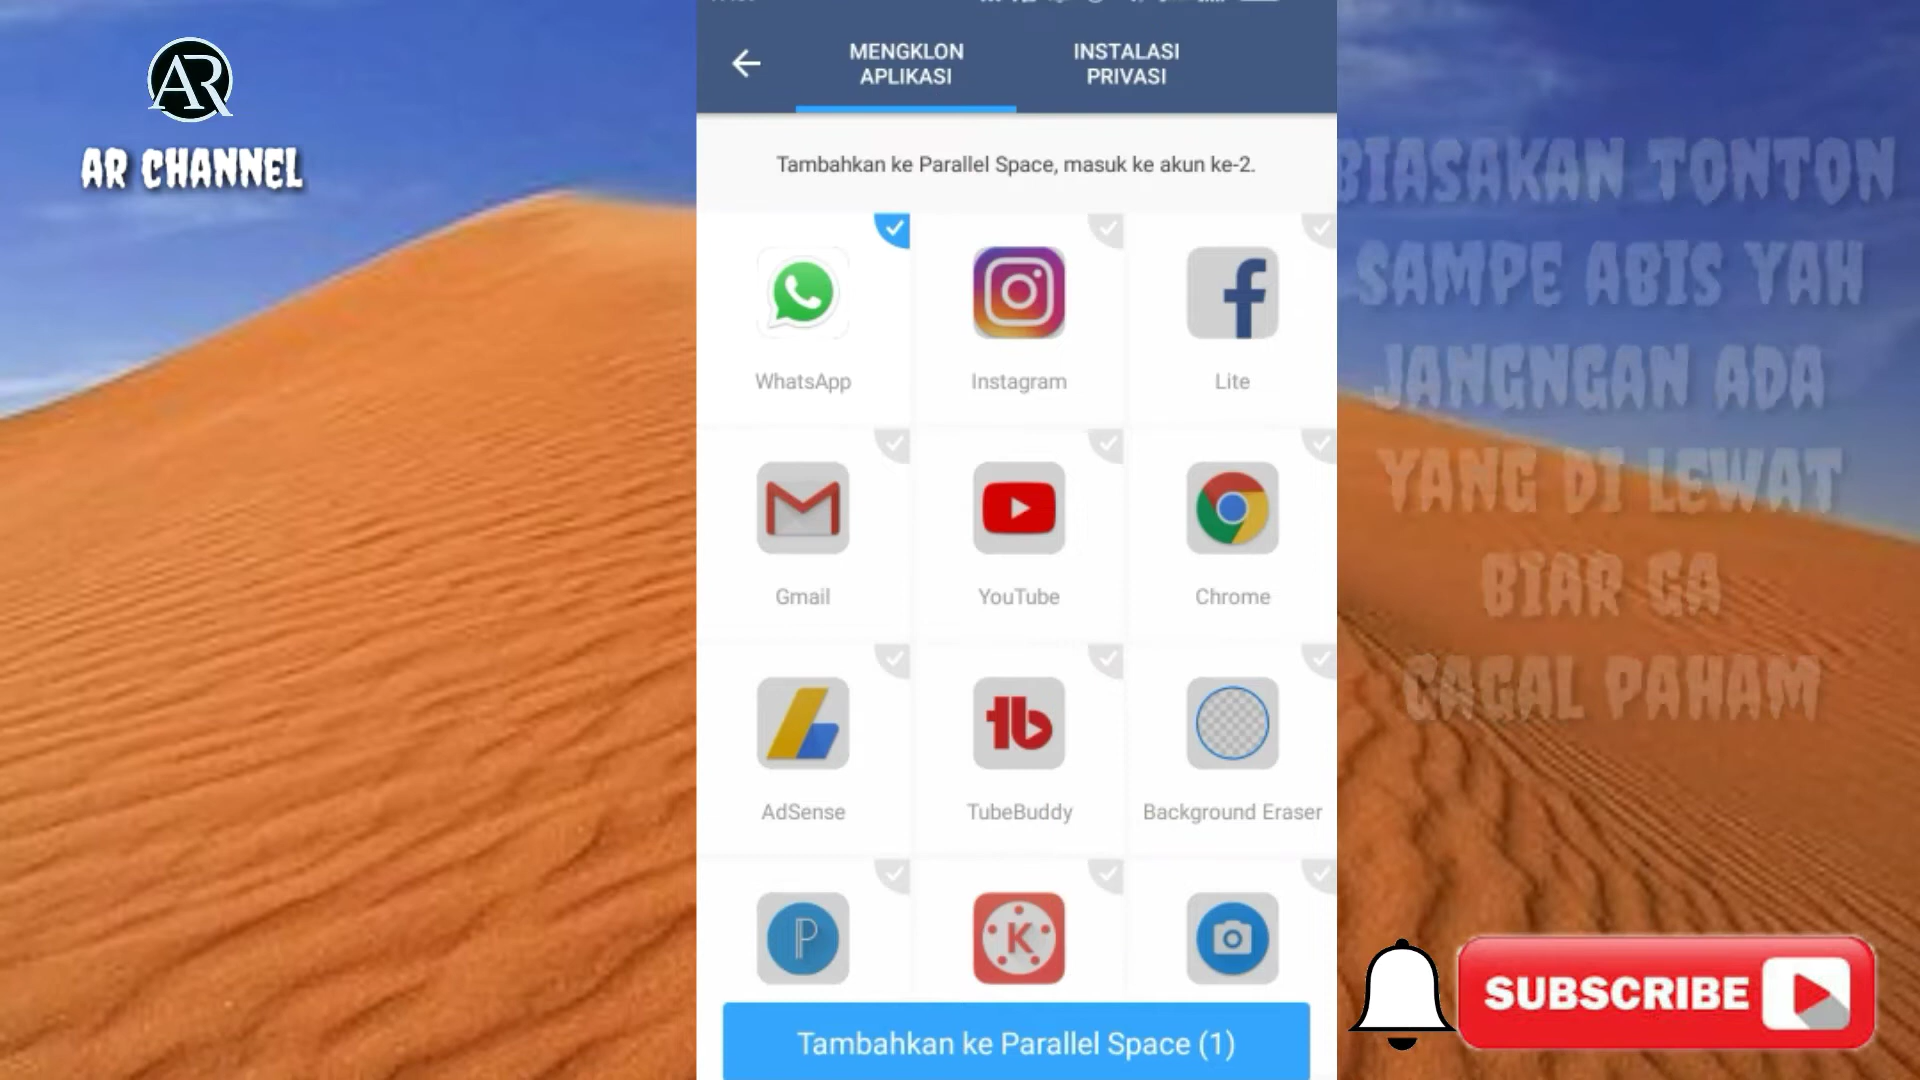 AR
AR CHANNEL
MENGKLON
APLIKASI
INSTALASI
PRIVASI
Tambahkan ke Parallel Space, masuk ke akun ke-2.
WhatsApp
Instagram
Lite
Gmail
YouTube
Chrome
AdSense
TubeBuddy
Background Eraser
Tambahkan ke Parallel Space (1)
BIASAKAN TONTON
SAMPE ABIS YAH
JANGNGAN ADA
YANG DI LEWAT
BIAR GA
GAGAL PAHAM
SUBSCRIBE